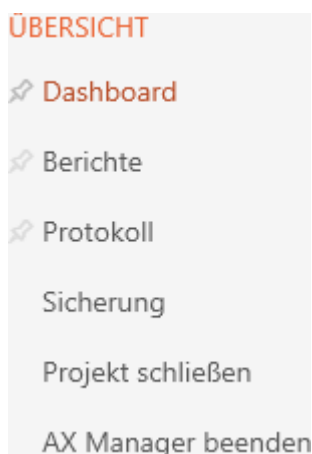 ÜBERSICHT
Dashboard
Berichte
Protokoll
Sicherung
Projekt schließen
AX Manager beenden